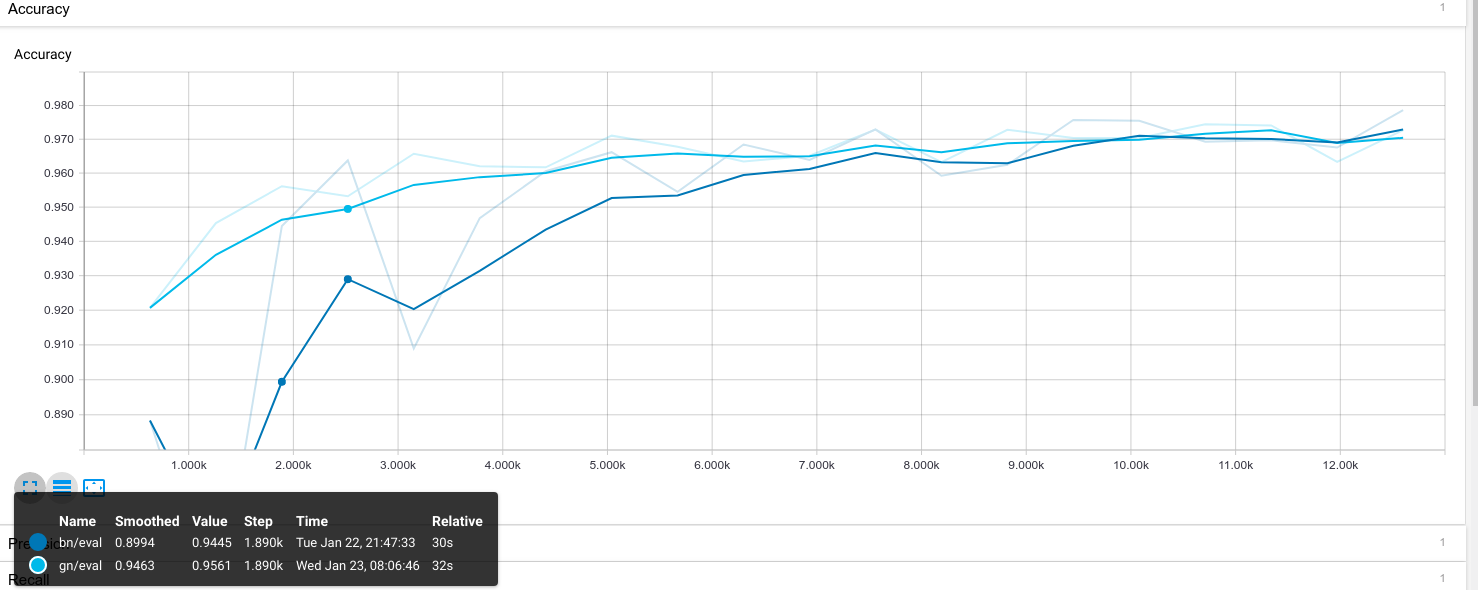 Accuracy 1
Accuracy
0.980
0.970
0.960
0.950
0.940
0.930
0.920
0.910
0.900
0.890
1.000k 2.000k 3.000k 4.000k 5.000k 6.000k 7.000k 8.000k 9.000k 10.00k 11.00k 12.00k
Name Smoothed Value Step Time Relative
bn/eval 0.8994 0.9445 1.890k Tue Jan 22, 21:47:33 30s
gn/eval 0.9463 0.9561 1.890k Wed Jan 23, 08:06:46 32s
Precision 1
Recall 1